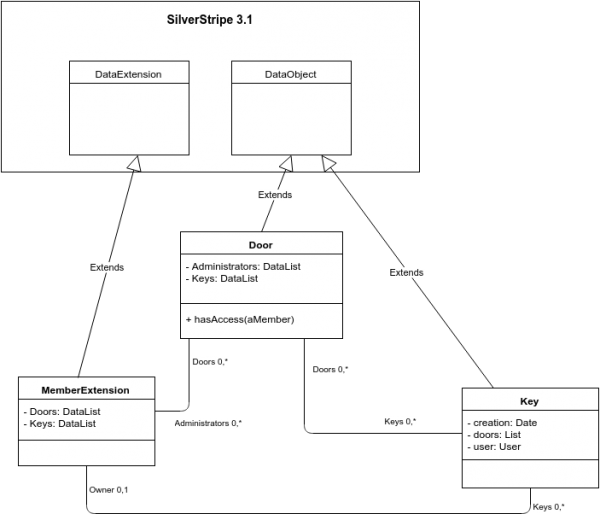 SilverStripe 3.1
DataExtension
DataObject
Extends
Door
- Administrators: DataList
- Keys: DataList
+ hasAccess(aMember)
Extends
Extends
Doors 0,*
Doors 0,*
MemberExtension
- Doors: DataList
- Keys: DataList
Administrators 0,*
Keys 0,*
Key
- creation: Date
- doors: List
- user: User
Owner 0,1
Keys 0,*